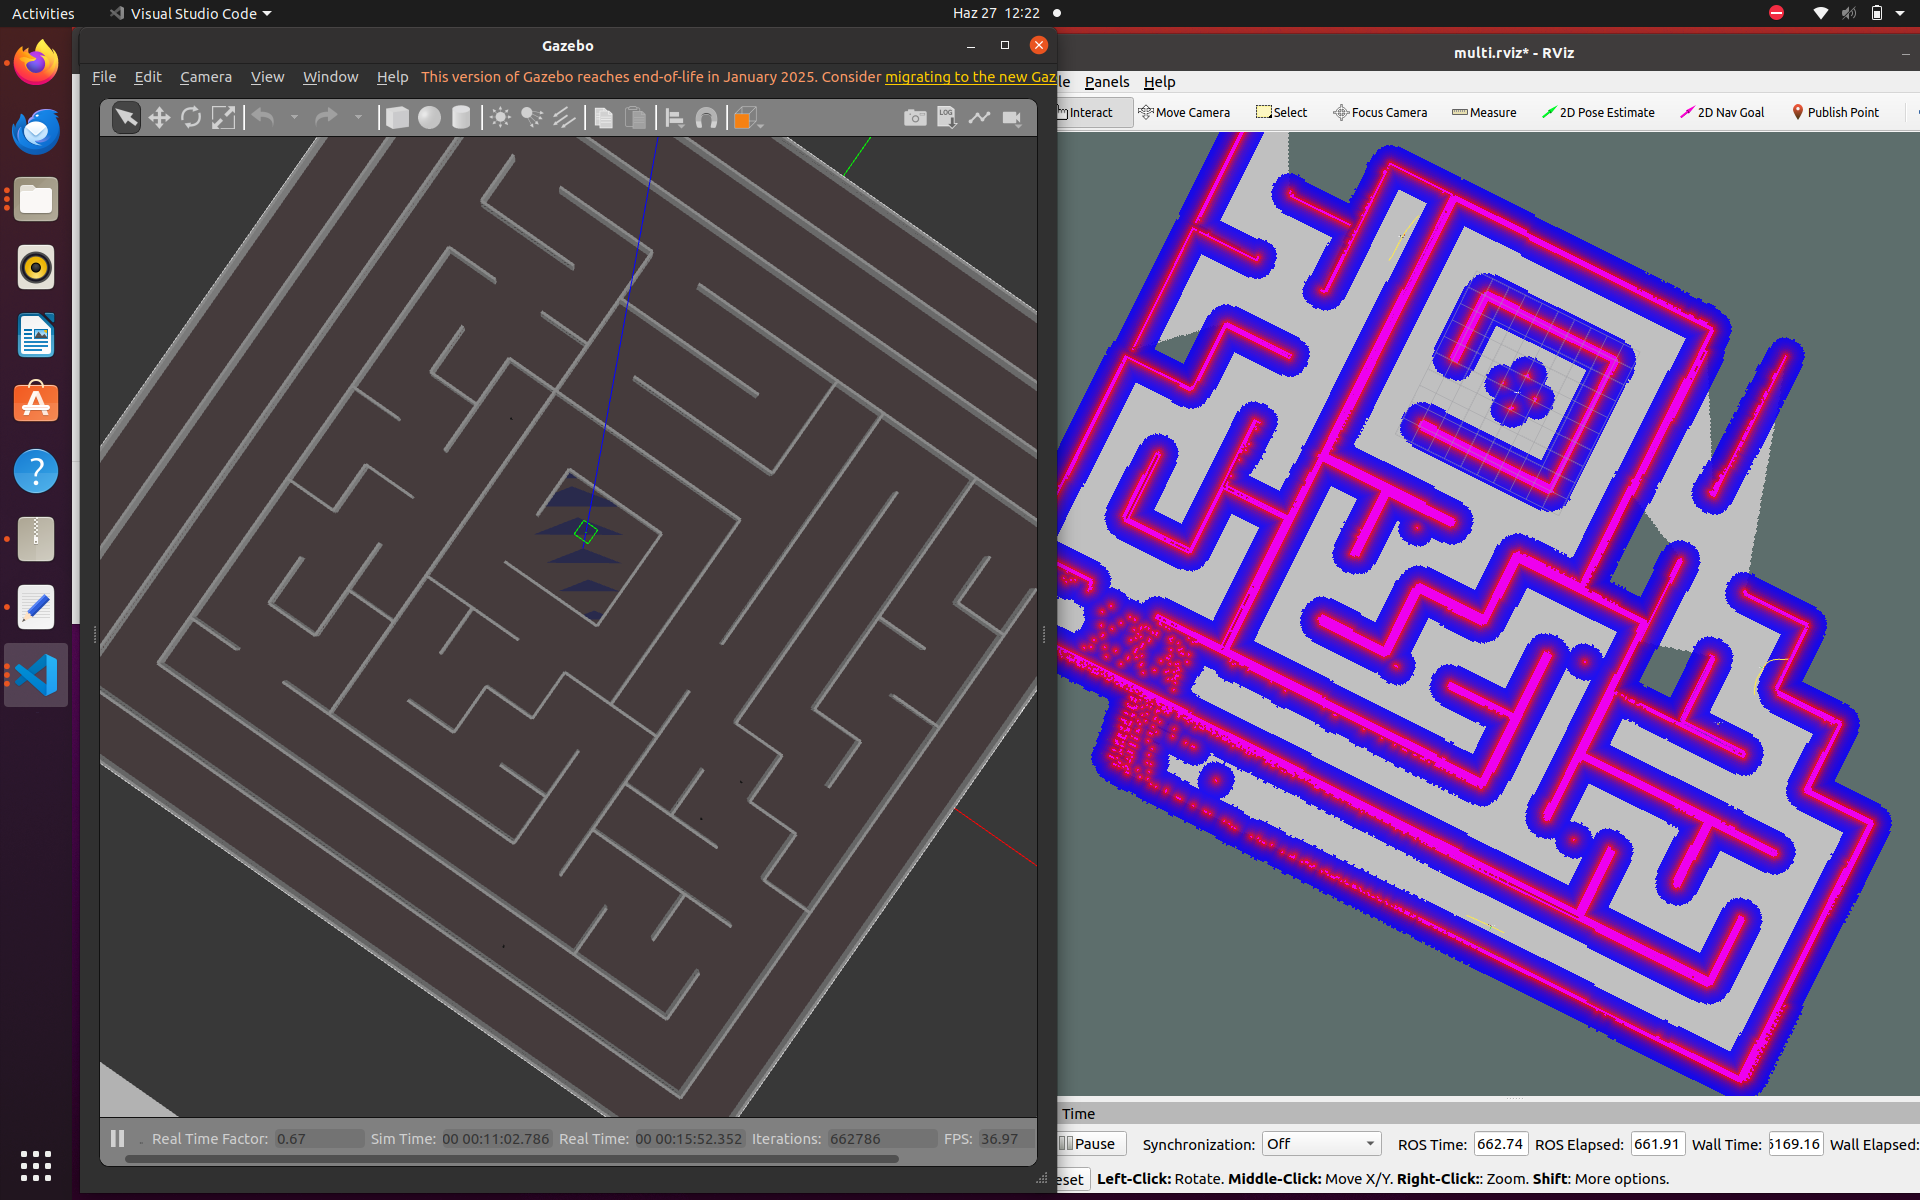 Activities
Visual Studio Code
Haz 27 12:22
Gazebo
File Edit Camera View Window Help This version of Gazebo reaches end-of-life in January 2025. Consider migrating to the new Gaz
LOG
Real Time Factor: 0.67 Sim Time: 00 00:11:02.786 Real Time: 00 00:15:52.352 Iterations: 662786 FPS: 36.97
multi.rviz* - RViz
le Panels Help
Interact Move Camera Select Focus Camera Measure 2D Pose Estimate 2D Nav Goal Publish Point
Time
Pause Synchronization: Off ROS Time: 662.74 ROS Elapsed: 661.91 Wall Time: 5169.16 Wall Elapsed:
eset Left-Click: Rotate. Middle-Click: Move X/Y. Right-Click:: Zoom. Shift: More options.